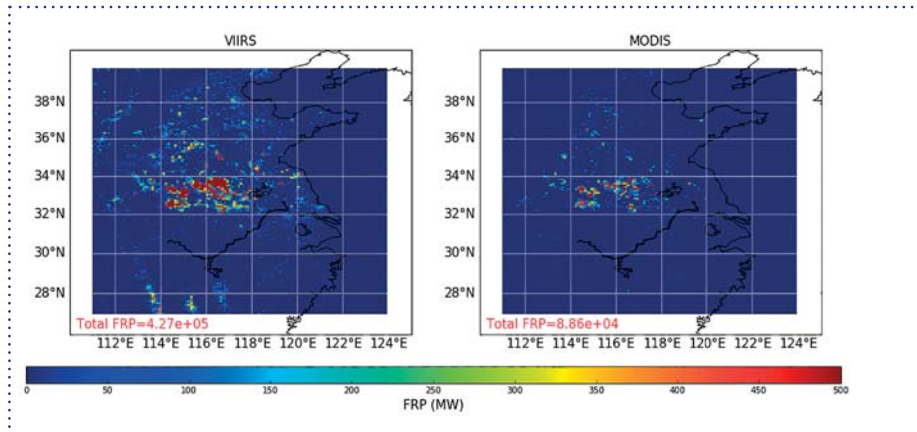 VIIRS
MODIS
38°N
36°N
34°N
32°N
30°N
28°N
38°N
36°N
34°N
32°N
30°N
28°N
Total FRP=4.27e+05
Total FRP=8.86e+04
112°E 114°E 116°E 118°E 120°E 122°E 124°E
112°E 114°E 116°E 118°E 120°E 122°E 124°E
0 50 100 150 200 250 300 350 400 450 500
FRP (MW)